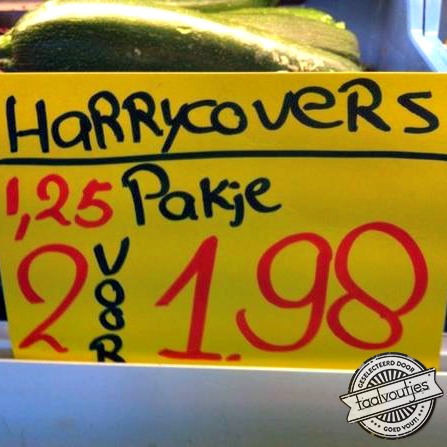 HaRRycoveRs
1,25 Pakje
2 VOOR 1.98
GESELECTEERD DOOR
taalvoutjes
GOED VOUT!